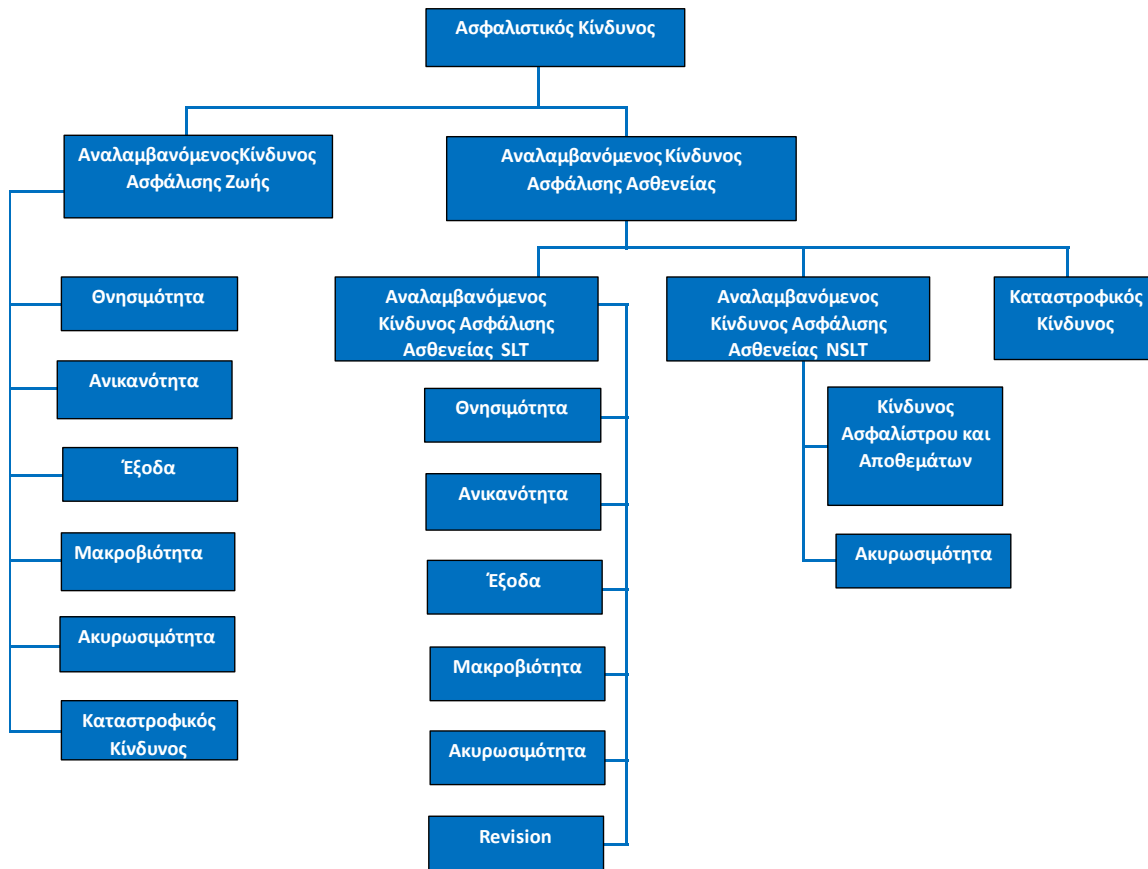 Ασφαλιστικός Κίνδυνος
ΑναλαμβανόμενοςΚίνδυνος
Ασφάλισης Ζωής
Αναλαμβανόμενος Κίνδυνος
Ασφάλισης Ασθενείας
Θνησιμότητα
Ανικανότητα
Έξοδα
Μακροβιότητα
Ακυρωσιμότητα
Καταστροφικός
Κίνδυνος
Αναλαμβανόμενος
Κίνδυνος Ασφάλισης
Ασθενείας SLT
Θνησιμότητα
Ανικανότητα
Έξοδα
Μακροβιότητα
Ακυρωσιμότητα
Revision
Αναλαμβανόμενος
Κίνδυνος Ασφάλισης
Ασθενείας NSLT
Κίνδυνος
Ασφαλίστρου και
Αποθεμάτων
Ακυρωσιμότητα
Καταστροφικός
Κίνδυνος